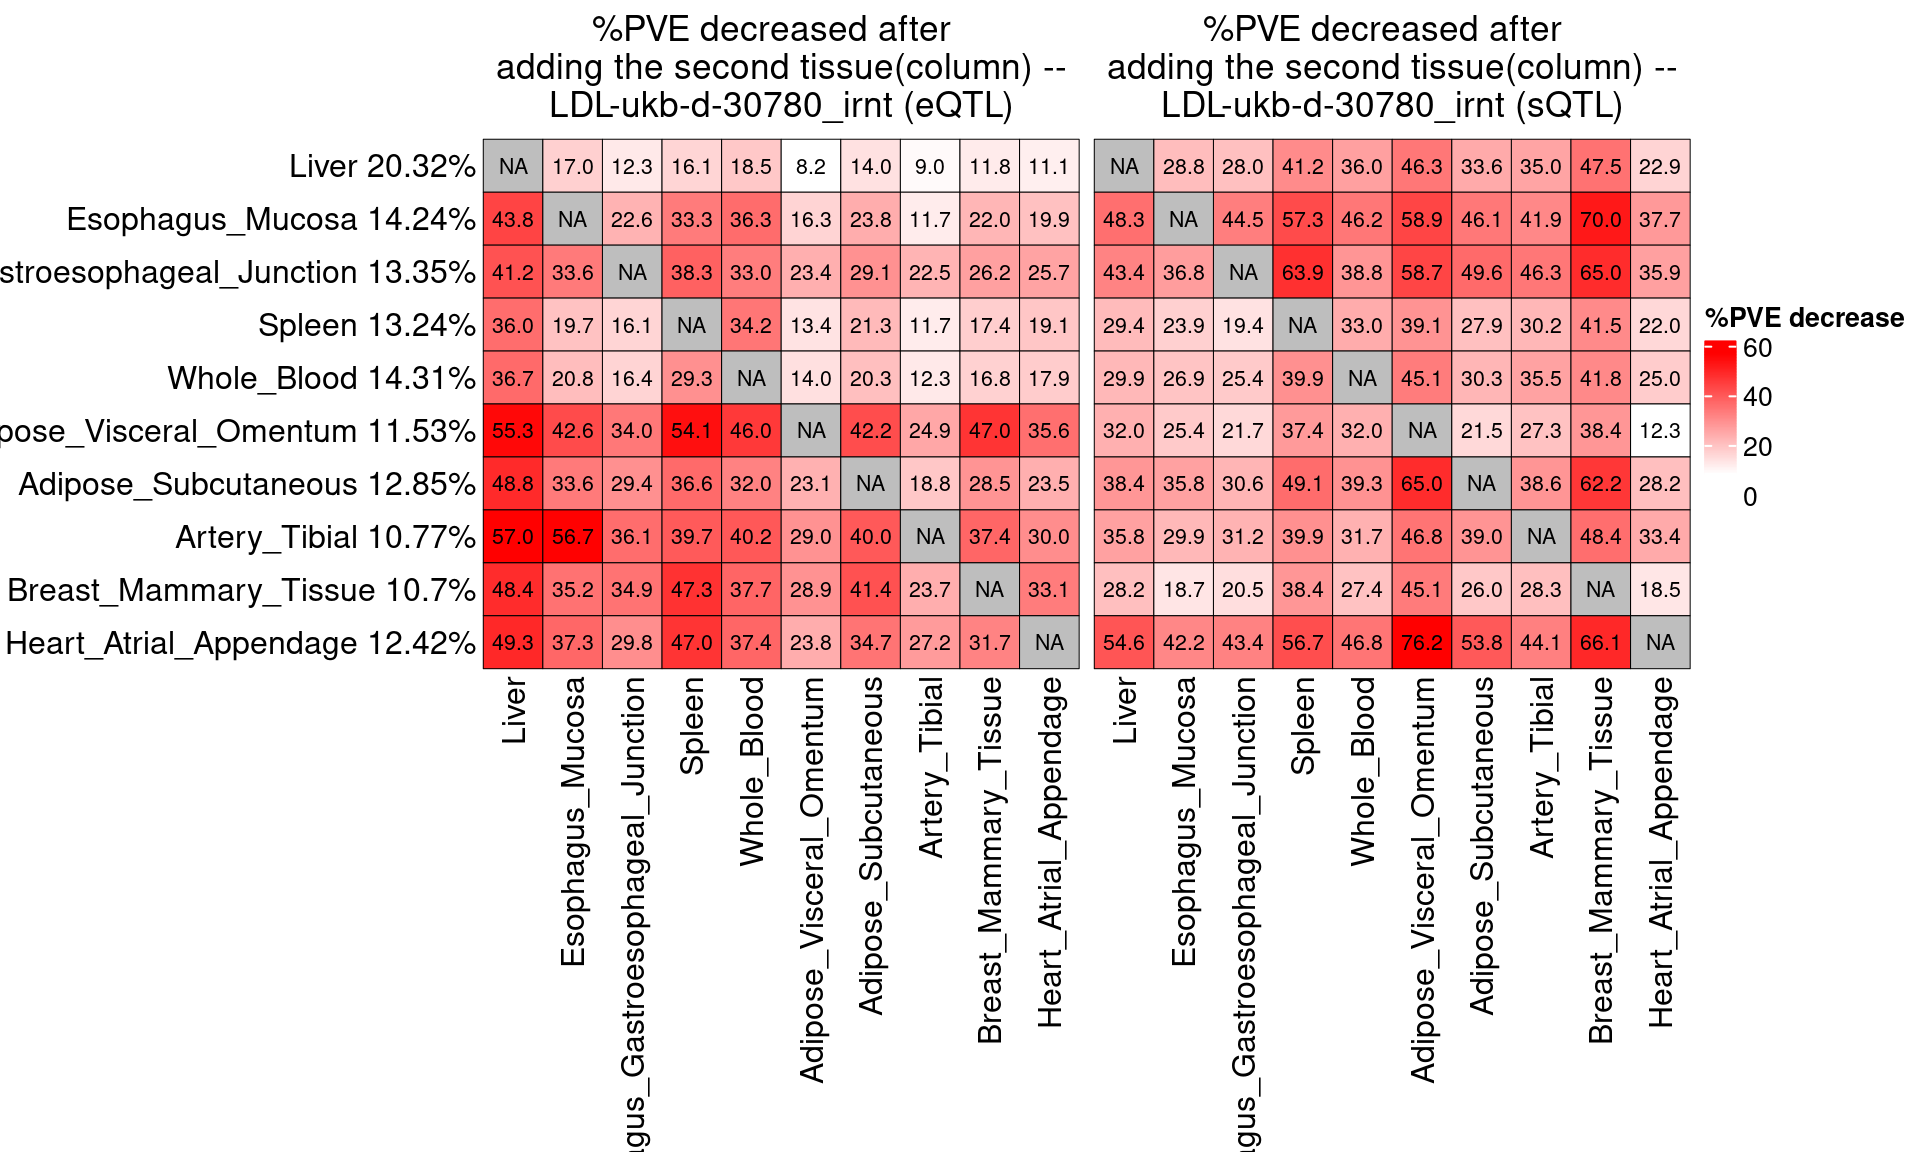 %PVE decreased after
adding the second tissue(column) --
LDL-ukb-d-30780_irnt (eQTL)
%PVE decreased after
adding the second tissue(column) --
LDL-ukb-d-30780_irnt (sQTL)
Liver 20.32% NA 17.0 12.3 16.1 18.5 8.2 14.0 9.0 11.8 11.1 NA 28.8 28.0 41.2 36.0 46.3 33.6 35.0 47.5 22.9
Esophagus_Mucosa 14.24% 43.8 NA 22.6 33.3 36.3 16.3 23.8 11.7 22.0 19.9 48.3 NA 44.5 57.3 46.2 58.9 46.1 41.9 70.0 37.7
stroesophageal_Junction 13.35% 41.2 33.6 NA 38.3 33.0 23.4 29.1 22.5 26.2 25.7 43.4 36.8 NA 63.9 38.8 58.7 49.6 46.3 65.0 35.9
Spleen 13.24% 36.0 19.7 16.1 NA 34.2 13.4 21.3 11.7 17.4 19.1 29.4 23.9 19.4 NA 33.0 39.1 27.9 30.2 41.5 22.0
Whole_Blood 14.31% 36.7 20.8 16.4 29.3 NA 14.0 20.3 12.3 16.8 17.9 29.9 26.9 25.4 39.9 NA 45.1 30.3 35.5 41.8 25.0
pose_Visceral_Omentum 11.53% 55.3 42.6 34.0 54.1 46.0 NA 42.2 24.9 47.0 35.6 32.0 25.4 21.7 37.4 32.0 NA 21.5 27.3 38.4 12.3
Adipose_Subcutaneous 12.85% 48.8 33.6 29.4 36.6 32.0 23.1 NA 18.8 28.5 23.5 38.4 35.8 30.6 49.1 39.3 65.0 NA 38.6 62.2 28.2
Artery_Tibial 10.77% 57.0 56.7 36.1 39.7 40.2 29.0 40.0 NA 37.4 30.0 35.8 29.9 31.2 39.9 31.7 46.8 39.0 NA 48.4 33.4
Breast_Mammary_Tissue 10.7% 48.4 35.2 34.9 47.3 37.7 28.9 41.4 23.7 NA 33.1 28.2 18.7 20.5 38.4 27.4 45.1 26.0 28.3 NA 18.5
Heart_Atrial_Appendage 12.42% 49.3 37.3 29.8 47.0 37.4 23.8 34.7 27.2 31.7 NA 54.6 42.2 43.4 56.7 46.8 76.2 53.8 44.1 66.1 NA
Liver
Esophagus_Mucosa
agus_Gastroesophageal_Junction
Spleen
Whole_Blood
Adipose_Visceral_Omentum
Adipose_Subcutaneous
Artery_Tibial
Breast_Mammary_Tissue
Heart_Atrial_Appendage
Liver
Esophagus_Mucosa
agus_Gastroesophageal_Junction
Spleen
Whole_Blood
Adipose_Visceral_Omentum
Adipose_Subcutaneous
Artery_Tibial
Breast_Mammary_Tissue
Heart_Atrial_Appendage
%PVE decrease
60
40
20
0